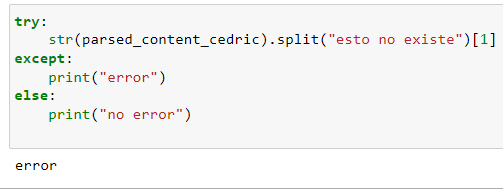 try:
    str(parsed_content_cedric).split("esto no existe")[1]
except:
    print("error")
else:
    print("no error")
error